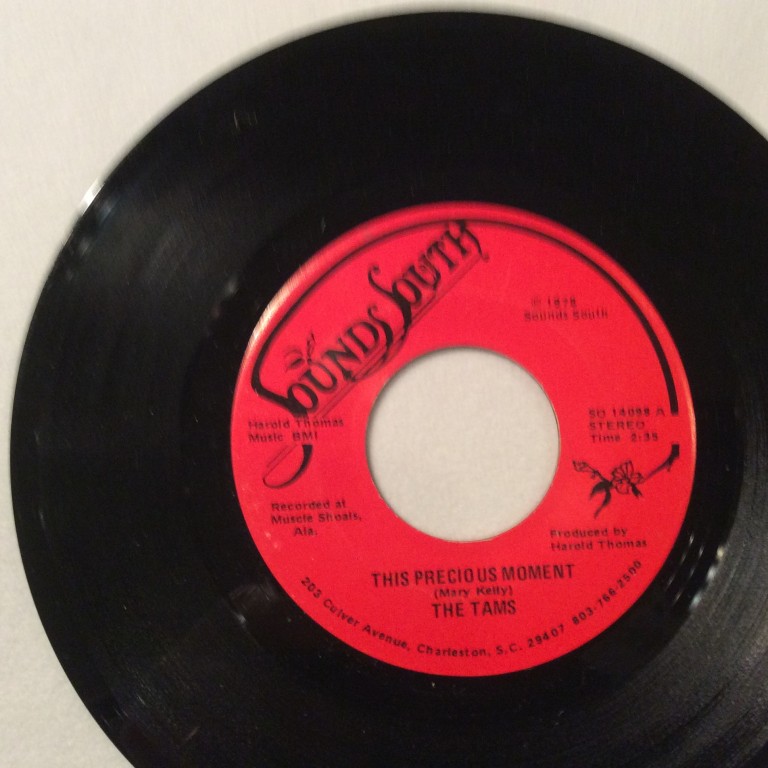 SOUNDS SOUTH
© 1978
Sounds South
Harold Thomas
Music BMI
SO 14098 A
STEREO
Time 2:35
Recorded at
Muscle Shoals,
Ala.
Produced by
Harold Thomas
THIS PRECIOUS MOMENT
(Mary Kelly)
THE TAMS
203 Culver Avenue, Charleston, S.C. 29407 803-766-2500